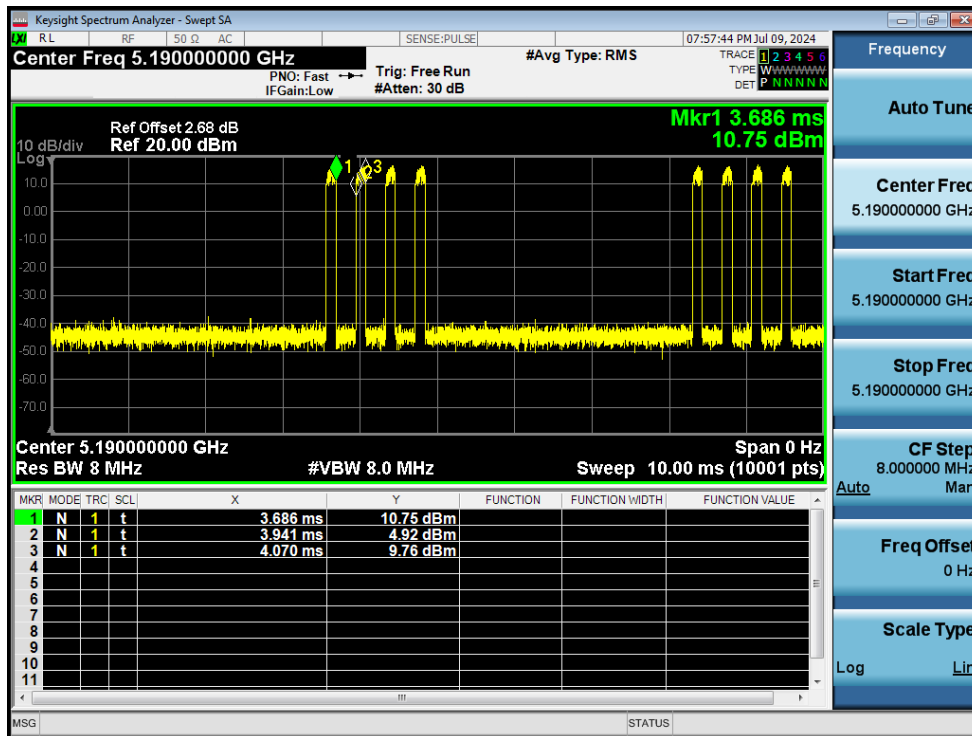 Keysight Spectrum Analyzer - Swept SA
LXI RL RF 50 Ω AC SENSE:PULSE 07:57:44 PM Jul 09, 2024
Center Freq 5.190000000 GHz
#Avg Type: RMS
TRACE 1 2 3 4 5 6
PNO: Fast Trig: Free Run
TYPE WWWWWW
IFGain:Low #Atten: 30 dB
DET P N N N N N
Mkr1 3.686 ms
10.75 dBm
Ref Offset 2.68 dB
10 dB/div Ref 20.00 dBm
Log
1 2 3
10.0
0.00
-10.0
-20.0
-30.0
-40.0
-50.0
-60.0
-70.0
Center 5.190000000 GHz Span 0 Hz
Res BW 8 MHz #VBW 8.0 MHz Sweep 10.00 ms (10001 pts)
MKR MODE TRC SCL X Y FUNCTION FUNCTION WIDTH FUNCTION VALUE
1 N 1 t 3.686 ms 10.75 dBm
2 N 1 t 3.941 ms 4.92 dBm
3 N 1 t 4.070 ms 9.76 dBm
4
5
6
7
8
9
10
11
MSG STATUS
Frequency
Auto Tune
Center Freq
5.190000000 GHz
Start Freq
5.190000000 GHz
Stop Freq
5.190000000 GHz
CF Step
8.000000 MHz
Auto Man
Freq Offset
0 Hz
Scale Type
Log Lin